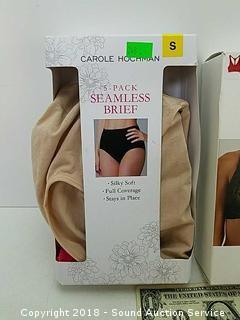 CAROLE HOCHMAN
S
5-PACK
SEAMLESS
BRIEF
· Silky Soft
· Full Coverage
· Stays in Place
Copyright 2018 - Sound Auction Service